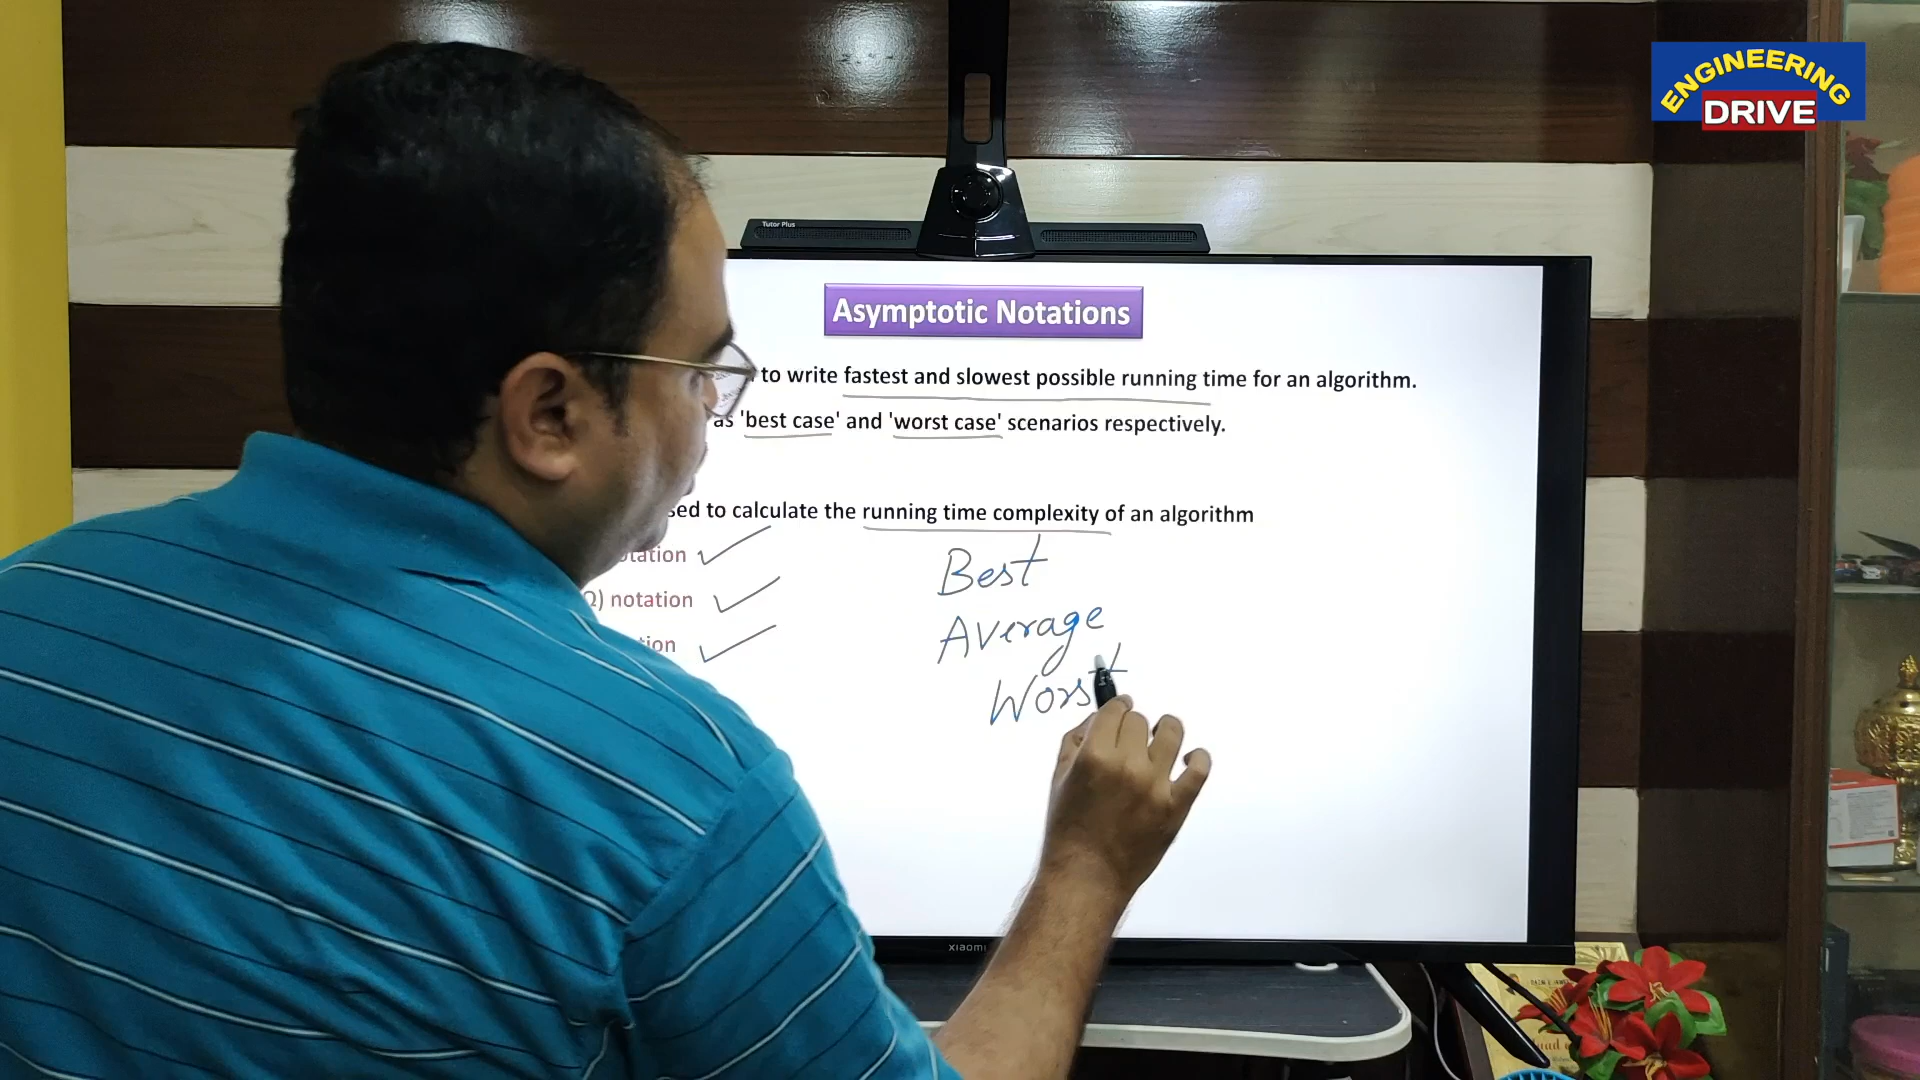 ENGINEERING
DRIVE
Tutor Plus
Asymptotic Notations
to write fastest and slowest possible running time for an algorithm.
as 'best case' and 'worst case' scenarios respectively.
to calculate the running time complexity of an algorithm
Best
notation
Average
Worst
xiaomi